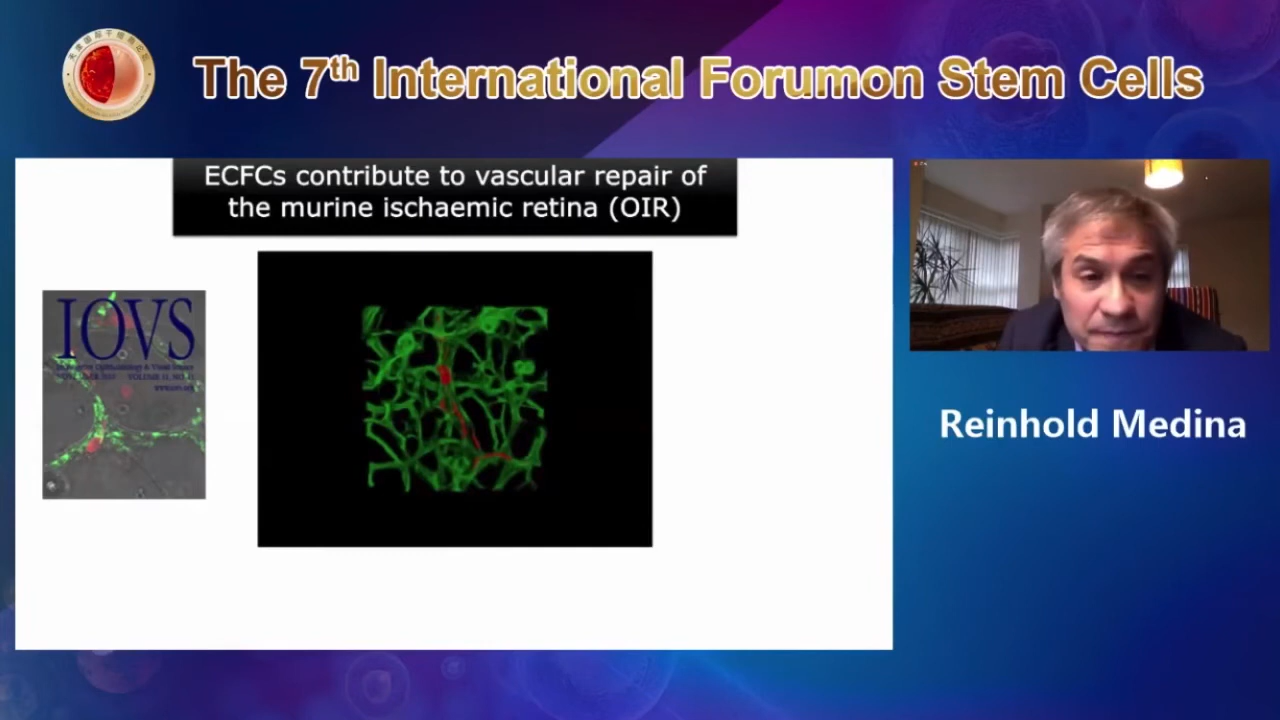 The 7th International Forumon Stem Cells
ECFCs contribute to vascular repair of
the murine ischaemic retina (OIR)
IOVS
Reinhold Medina